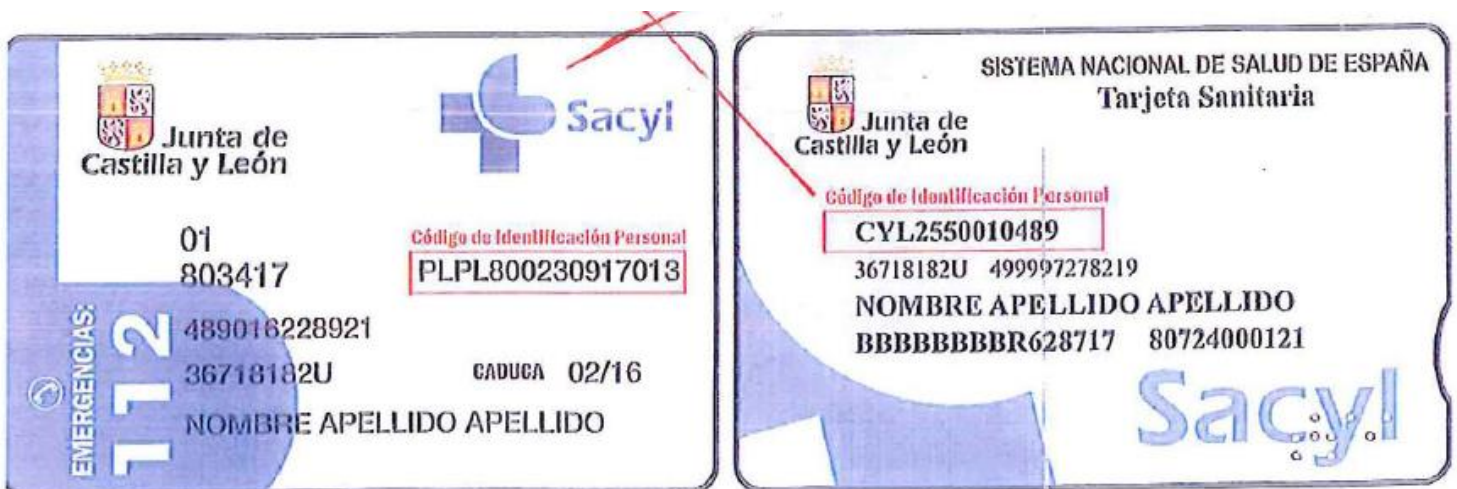 Junta de
Castilla y León
Sacyl
01
803417
Código de Identificación Personal
PLPL800230917013
489016228921
36718182U
CADUCA 02/16
NOMBRE APELLIDO APELLIDO
EMERGENCIAS:
112
SISTEMA NACIONAL DE SALUD DE ESPAÑA
Tarjeta Sanitaria
Junta de
Castilla y León
Código de Identificación Personal
CYL2550010489
36718182U 499997278219
NOMBRE APELLIDO APELLIDO
BBBBBBBBR628717 80724000121
Sacyl